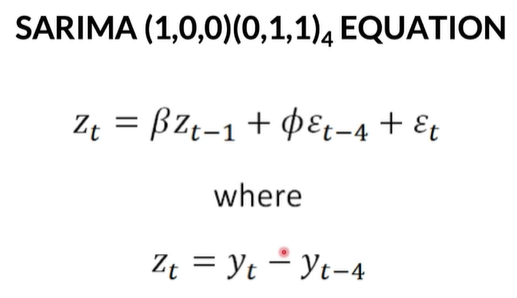 SARIMA (1,0,0)(0,1,1)₄ EQUATION
zₜ = βzₜ₋₁ + ϕεₜ₋₄ + εₜ
where
zₜ = yₜ − yₜ₋₄